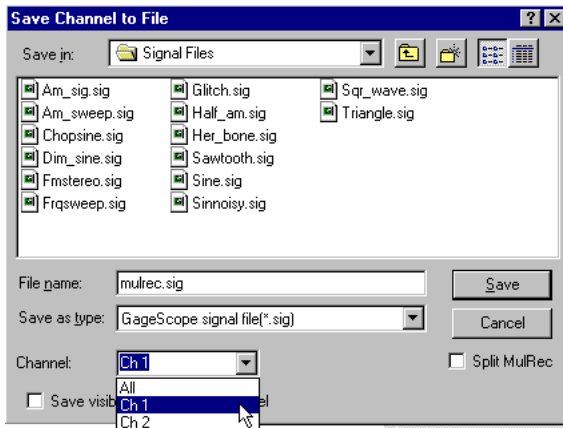 Save Channel to File
Save in: Signal Files
Am_sig.sig Glitch.sig Sqr_wave.sig
Am_sweep.sig Half_am.sig Triangle.sig
Chopsine.sig Her_bone.sig
Dim_sine.sig Sawtooth.sig
Fmstereo.sig Sine.sig
Frqsweep.sig Sinnoisy.sig
File name: mulrec.sig Save
Save as type: GageScope signal file(*.sig) Cancel
Channel: Ch 1 Split MulRec
All
Save Ch 1
Ch 2